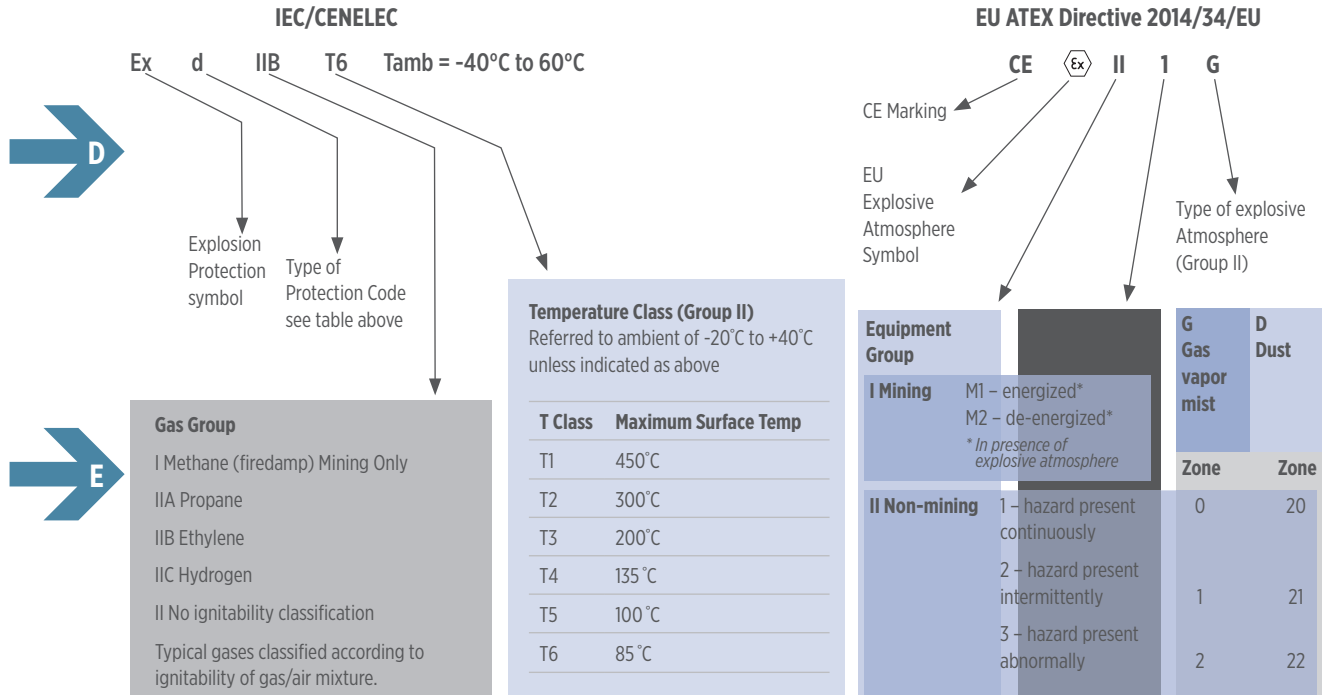 IEC/CENELEC
Ex d IIB T6 Tamb = -40°C to 60°C
D
Explosion
Protection
symbol
Type of
Protection Code
see table above
E
Gas Group
I Methane (firedamp) Mining Only
IIA Propane
IIB Ethylene
IIC Hydrogen
II No ignitability classification
Typical gases classified according to
ignitability of gas/air mixture.
Temperature Class (Group II)
Referred to ambient of -20°C to +40°C
unless indicated as above
T Class Maximum Surface Temp
T1 450°C
T2 300°C
T3 200°C
T4 135°C
T5 100°C
T6 85°C
EU ATEX Directive 2014/34/EU
CE Ex II 1 G
CE Marking
EU
Explosive
Atmosphere
Symbol
Type of explosive
Atmosphere
(Group II)
Equipment
Group
G
Gas
vapor
mist
D
Dust
I Mining M1 – energized*
M2 – de-energized*
* In presence of
explosive atmosphere
Zone Zone
II Non-mining 1 – hazard present
continuously
0 20
2 – hazard present
intermittently
1 21
3 – hazard present
abnormally
2 22